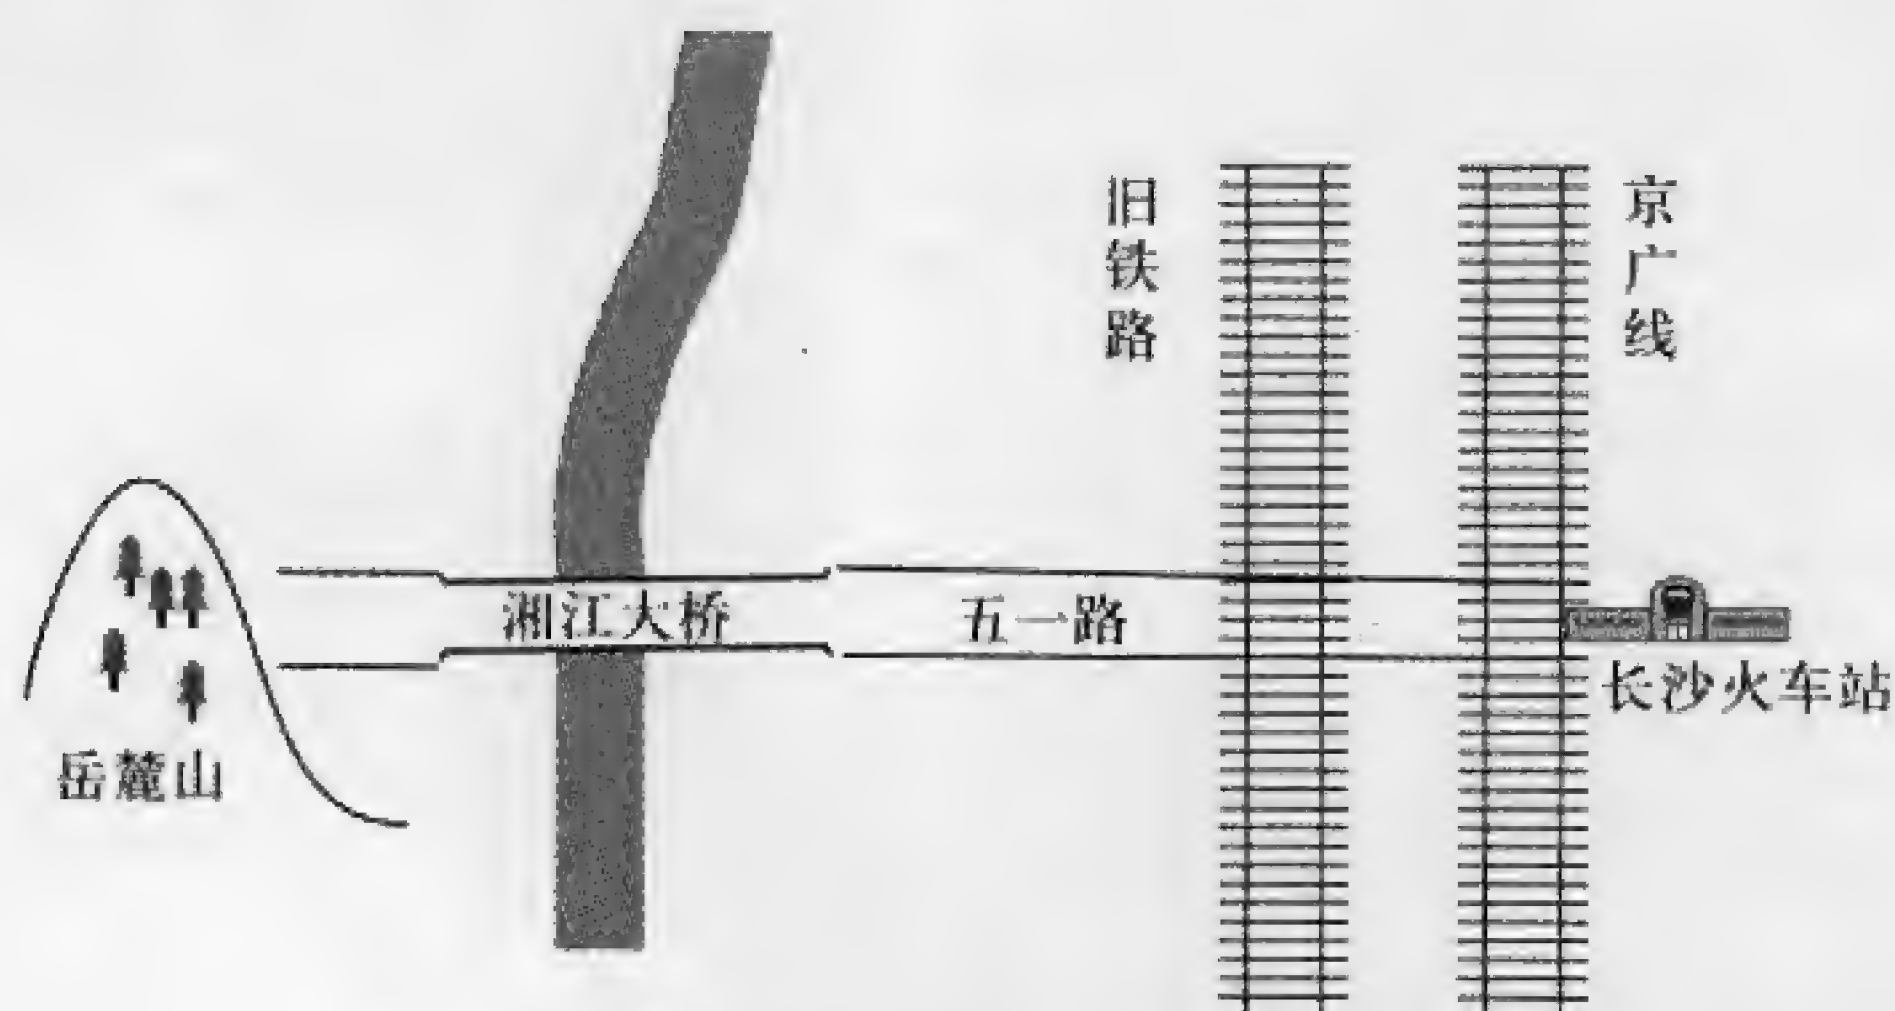 旧铁路
京广线
湘江大桥
五一路
长沙火车站
岳麓山